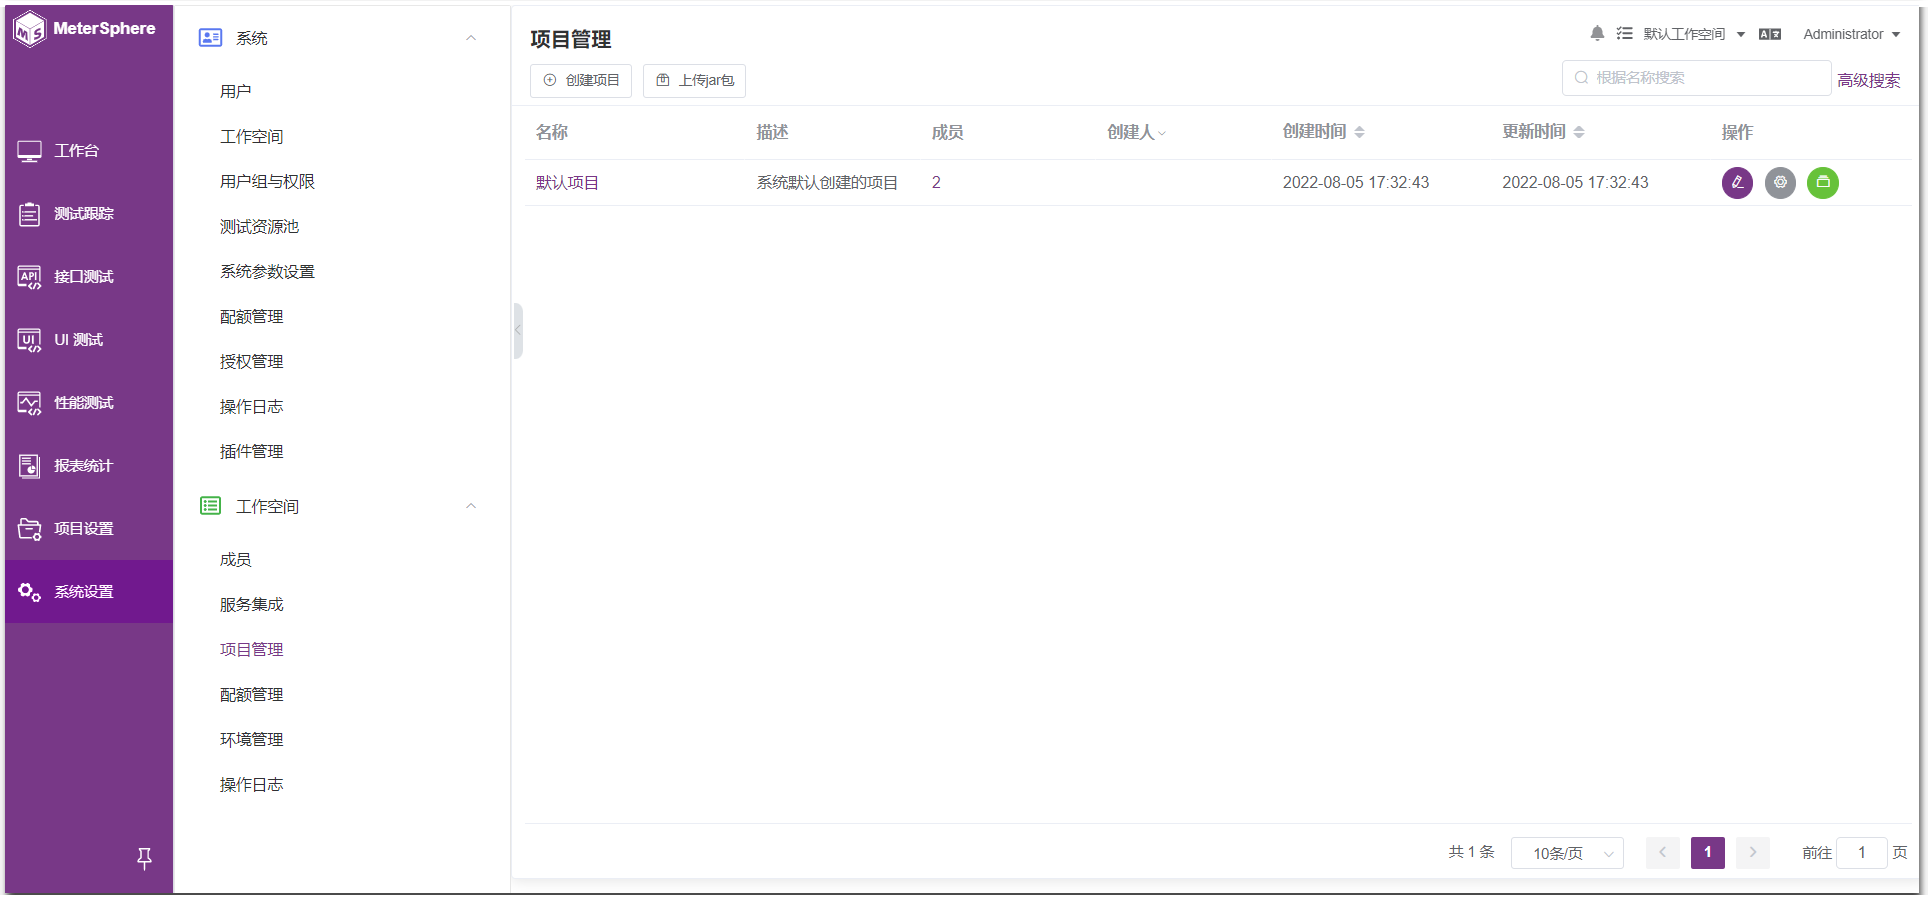 MeterSphere
工作台
测试跟踪
接口测试
UI 测试
性能测试
报表统计
项目设置
系统设置
系统
用户
工作空间
用户组与权限
测试资源池
系统参数设置
配额管理
授权管理
操作日志
插件管理
工作空间
成员
服务集成
项目管理
配额管理
环境管理
操作日志
项目管理
默认工作空间 Administrator
创建项目 上传jar包
根据名称搜索 高级搜索
名称 描述 成员 创建人 创建时间 更新时间 操作
默认项目 系统默认创建的项目 2 2022-08-05 17:32:43 2022-08-05 17:32:43
共 1 条 10条/页 1 前往 1 页